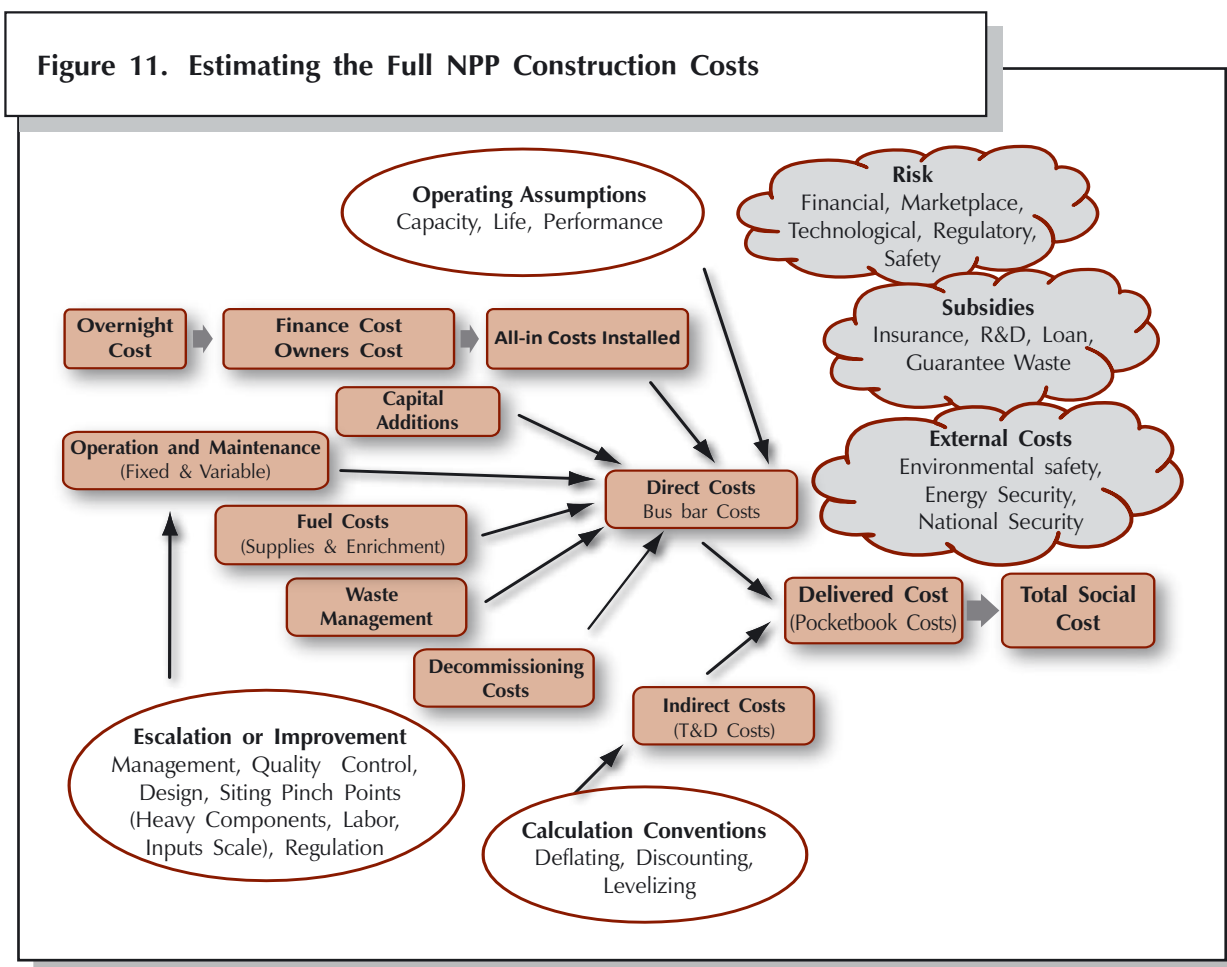 Figure 11. Estimating the Full NPP Construction Costs
Operating Assumptions
Capacity, Life, Performance
Risk
Financial, Marketplace,
Technological, Regulatory,
Safety
Subsidies
Insurance, R&D, Loan,
Guarantee Waste
External Costs
Environmental safety,
Energy Security,
National Security
Overnight
Cost
Finance Cost
Owners Cost
All-in Costs Installed
Capital
Additions
Operation and Maintenance
(Fixed & Variable)
Direct Costs
Bus bar Costs
Fuel Costs
(Supplies & Enrichment)
Waste
Management
Decommissioning
Costs
Delivered Cost
(Pocketbook Costs)
Total Social
Cost
Indirect Costs
(T&D Costs)
Escalation or Improvement
Management, Quality Control,
Design, Siting Pinch Points
(Heavy Components, Labor,
Inputs Scale), Regulation
Calculation Conventions
Deflating, Discounting,
Levelizing